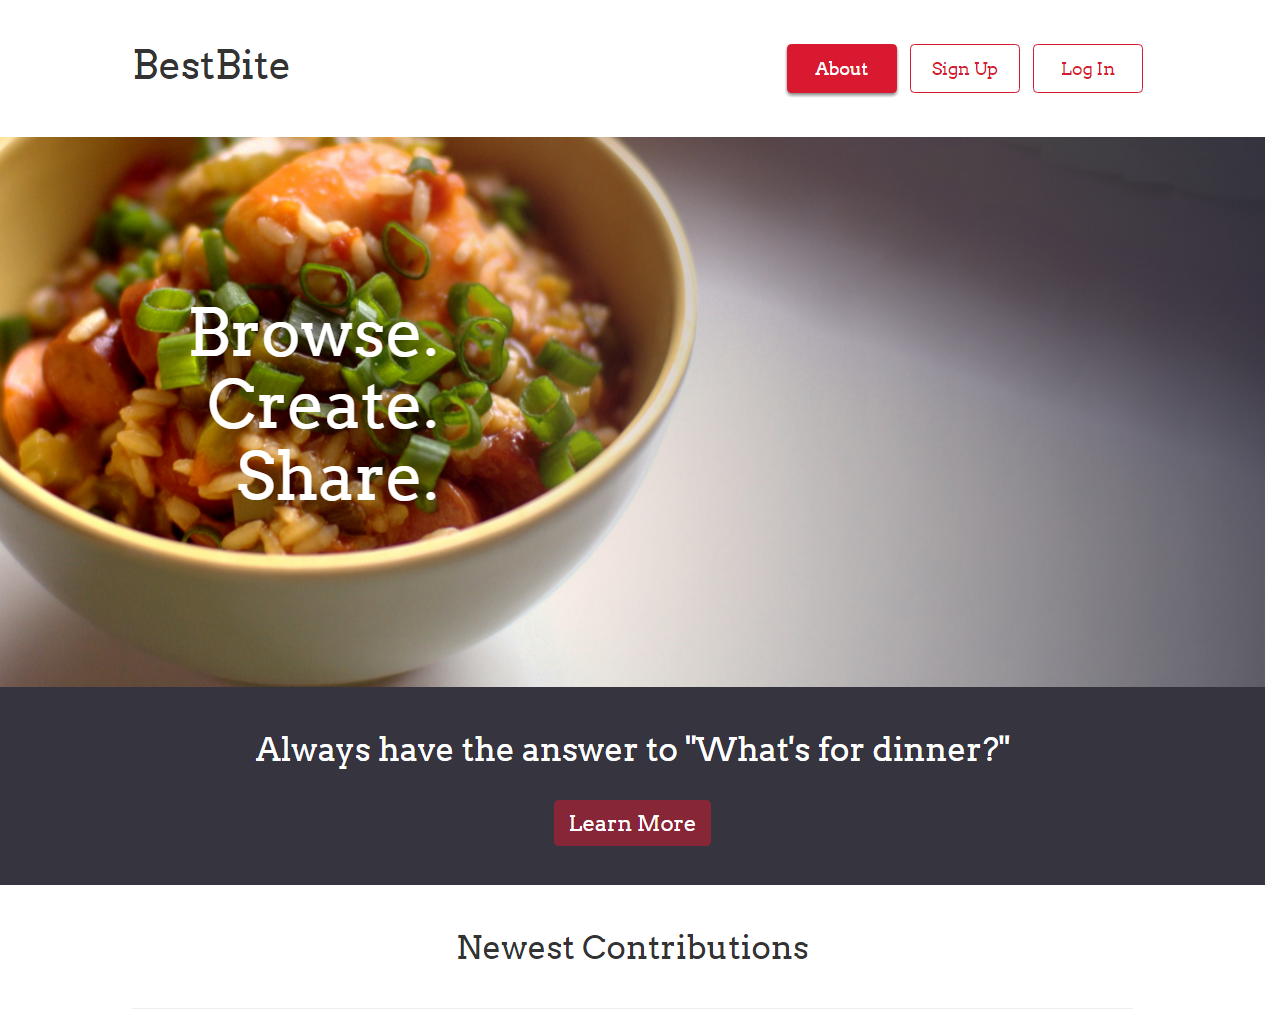 BestBite
About
Sign Up
Log In
Browse.
Create.
Share.
Always have the answer to "What's for dinner?"
Learn More
Newest Contributions